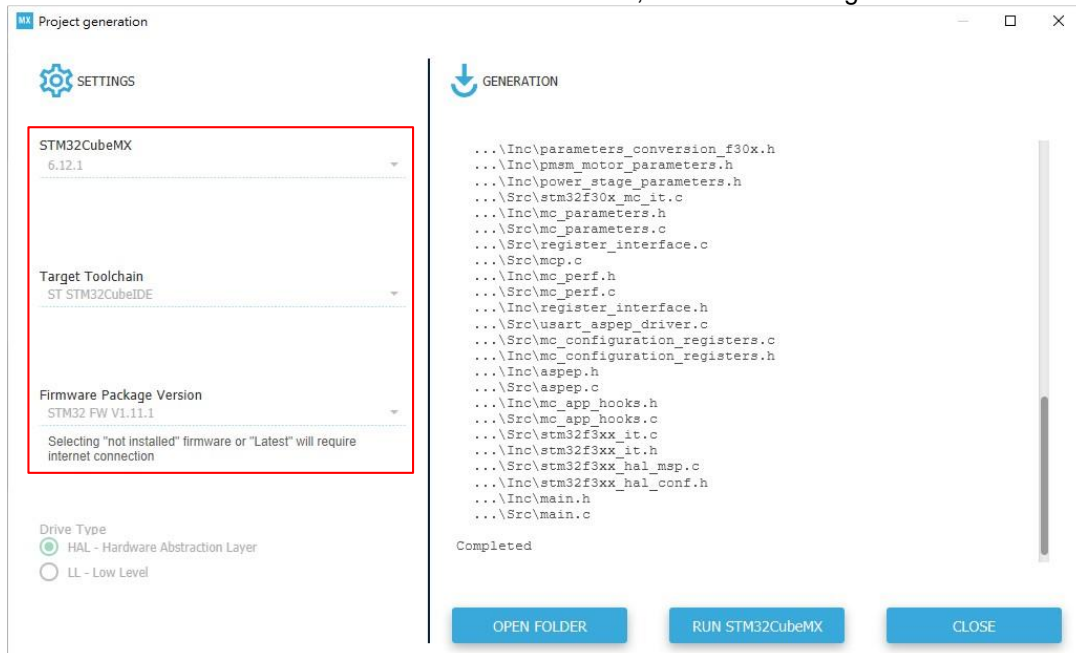 MX Project generation
SETTINGS
STM32CubeMX
6.12.1
Target Toolchain
ST STM32CubeIDE
Firmware Package Version
STM32 FW V1.11.1
Selecting "not installed" firmware or "Latest" will require
internet connection
Drive Type
HAL - Hardware Abstraction Layer
LL - Low Level
GENERATION
...\Inc\parameters_conversion_f30x.h
...\Inc\pmsm_motor_parameters.h
...\Inc\power_stage_parameters.h
...\Src\stm32f30x_mc_it.c
...\Inc\mc_parameters.h
...\Src\mc_parameters.c
...\Src\register_interface.c
...\Src\mcp.c
...\Inc\mc_perf.h
...\Src\mc_perf.c
...\Inc\register_interface.h
...\Src\usart_aspep_driver.c
...\Src\mc_configuration_registers.c
...\Inc\mc_configuration_registers.h
...\Inc\aspep.h
...\Src\aspep.c
...\Inc\mc_app_hooks.h
...\Src\mc_app_hooks.c
...\Src\stm32f3xx_it.c
...\Inc\stm32f3xx_it.h
...\Src\stm32f3xx_hal_msp.c
...\Inc\stm32f3xx_hal_conf.h
...\Inc\main.h
...\Src\main.c
Completed
OPEN FOLDER
RUN STM32CubeMX
CLOSE